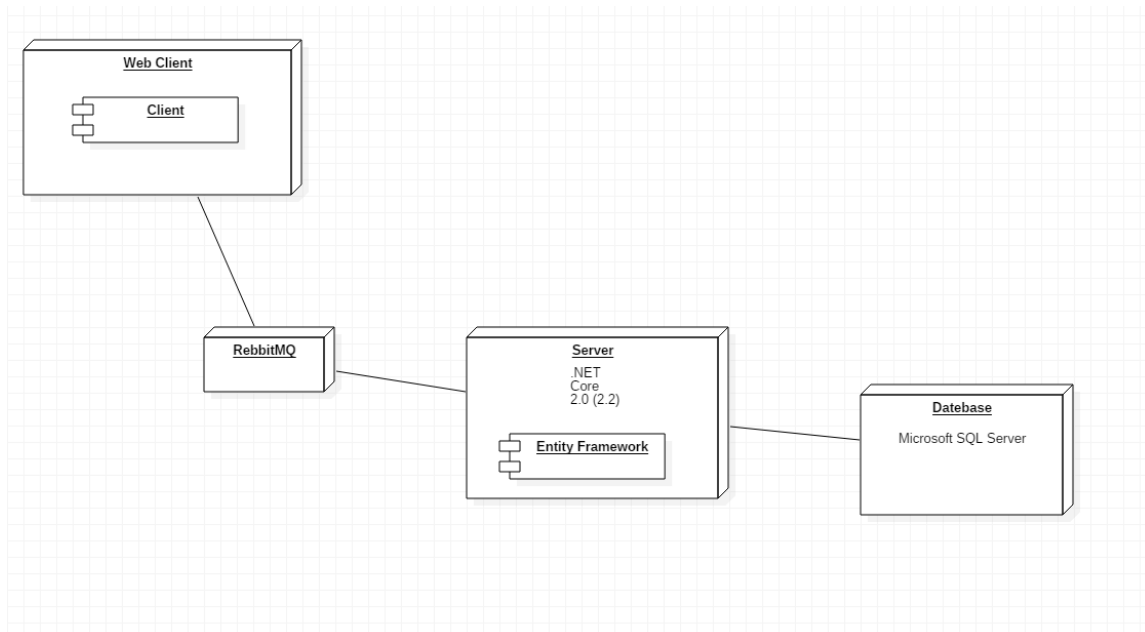 Web Client
Client
RebbitMQ
Server
.NET
Core
2.0 (2.2)
Entity Framework
Datebase
Microsoft SQL Server